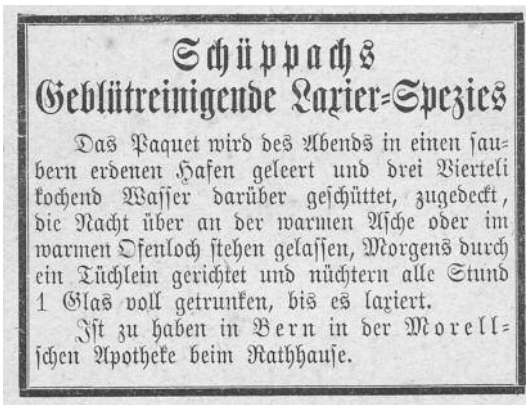 Schüppachs
Geblütreinigende Laxier-Spezies
Das Paquet wird des Abends in einen sau-
bern erdenen Hafen geleert und drei Vierteli
kochend Wasser darüber geschüttet, zugedeckt,
die Nacht über an der warmen Asche oder im
warmen Ofenloch stehen gelassen, Morgens durch
ein Tüchlein gerichtet und nüchtern alle Stund
1 Glas voll getrunken, bis es laxiert.
Ist zu haben in Bern in der Morell-
schen Apotheke beim Rathhause.